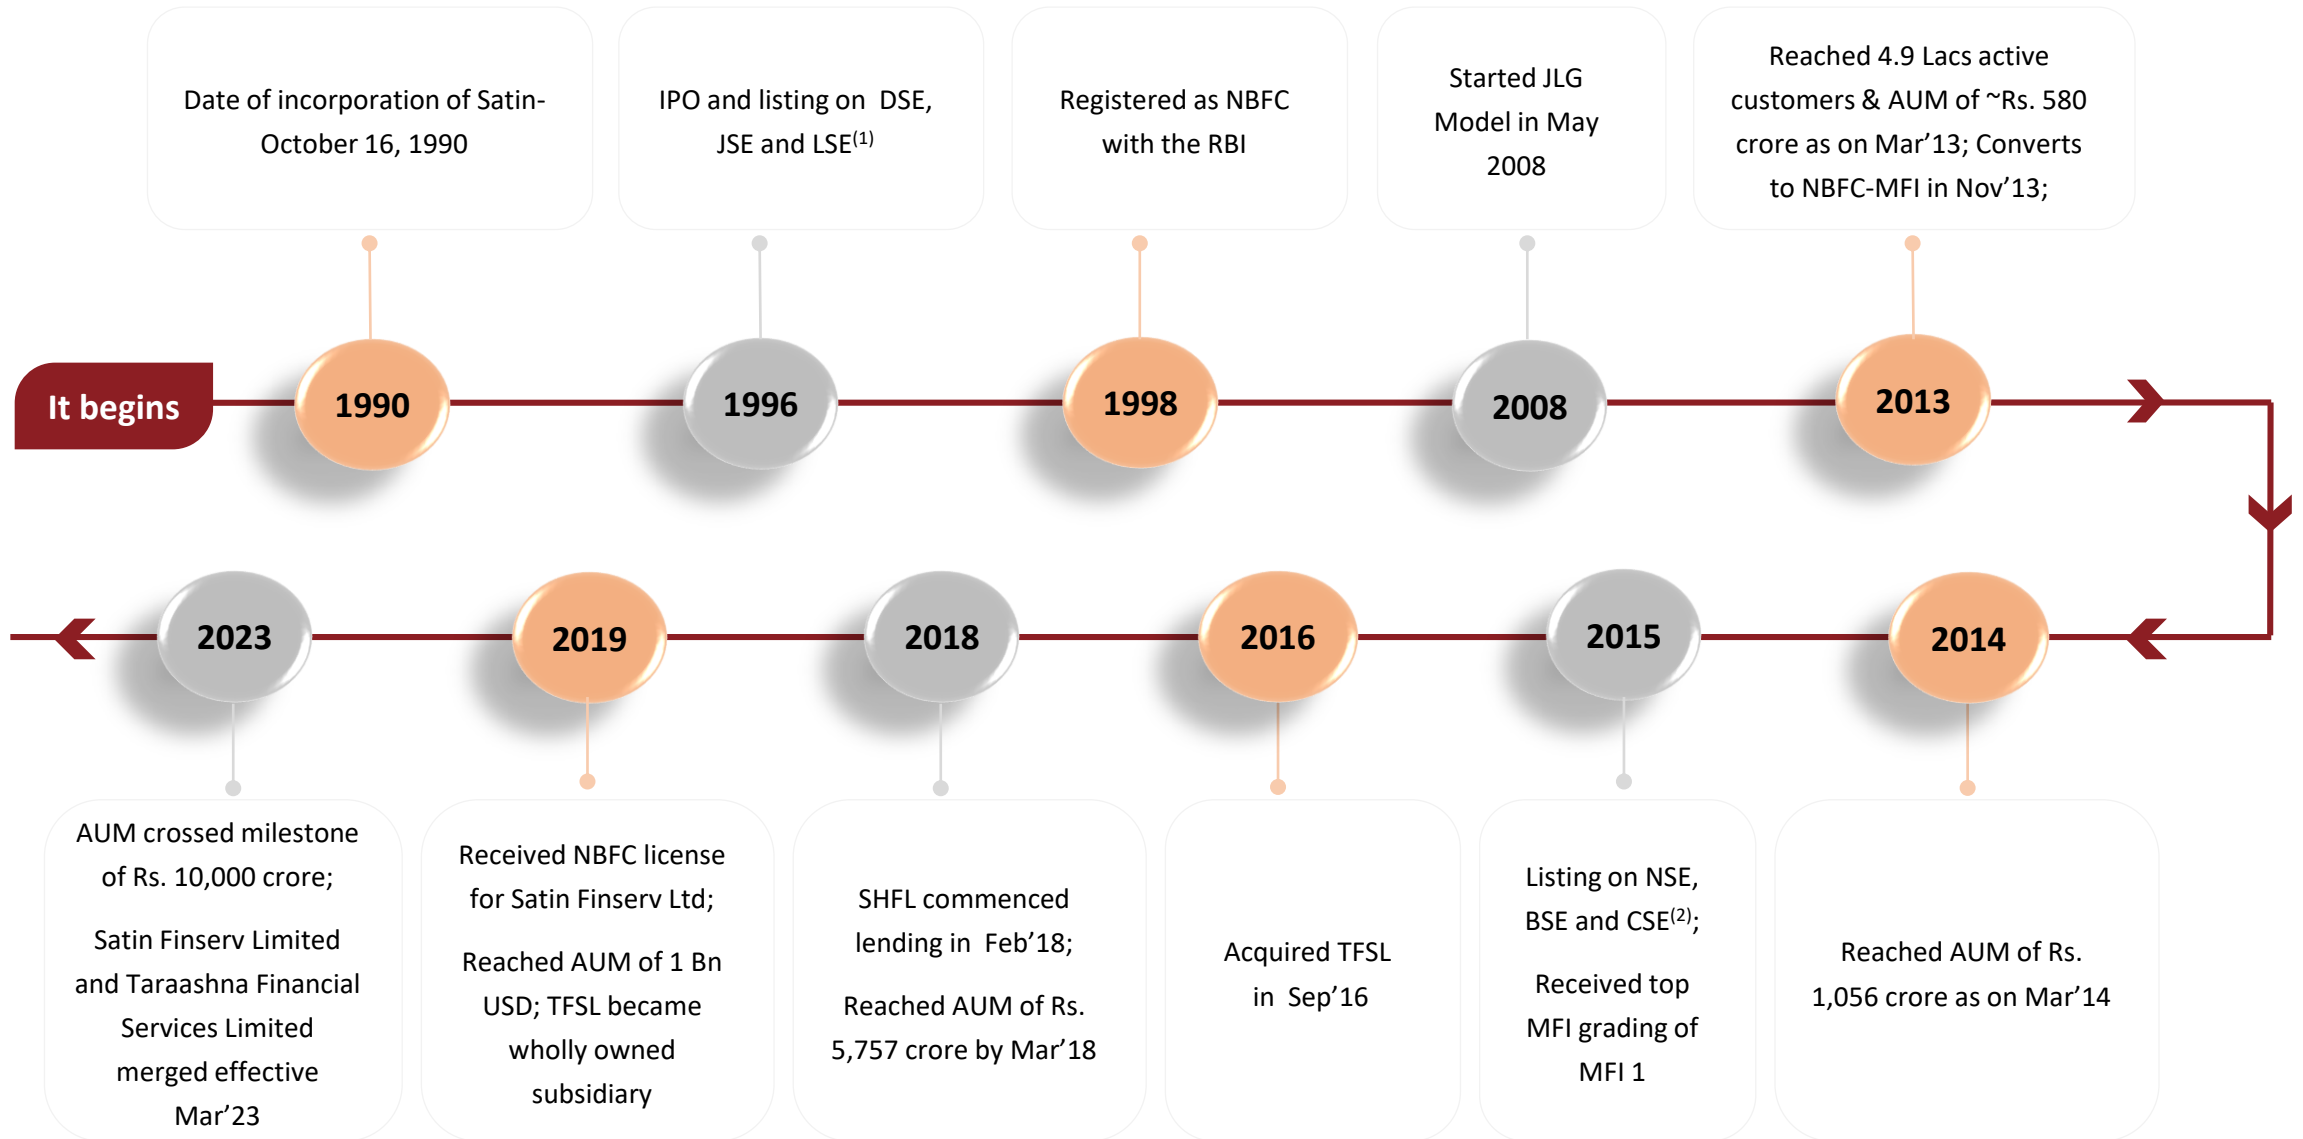 Date of incorporation of Satin-
October 16, 1990
IPO and listing on DSE,
JSE and LSE(1)
Registered as NBFC
with the RBI
Started JLG
Model in May
2008
Reached 4.9 Lacs active
customers & AUM of ~Rs. 580
crore as on Mar’13; Converts
to NBFC-MFI in Nov’13;
It begins
1990
1996
1998
2008
2013
2023
2019
2018
2016
2015
2014
AUM crossed milestone
of Rs. 10,000 crore;
Satin Finserv Limited
and Taraashna Financial
Services Limited
merged effective
Mar’23
Received NBFC license
for Satin Finserv Ltd;
Reached AUM of 1 Bn
USD; TFSL became
wholly owned
subsidiary
SHFL commenced
lending in Feb’18;
Reached AUM of Rs.
5,757 crore by Mar’18
Acquired TFSL
in Sep’16
Listing on NSE,
BSE and CSE(2);
Received top
MFI grading of
MFI 1
Reached AUM of Rs.
1,056 crore as on Mar’14